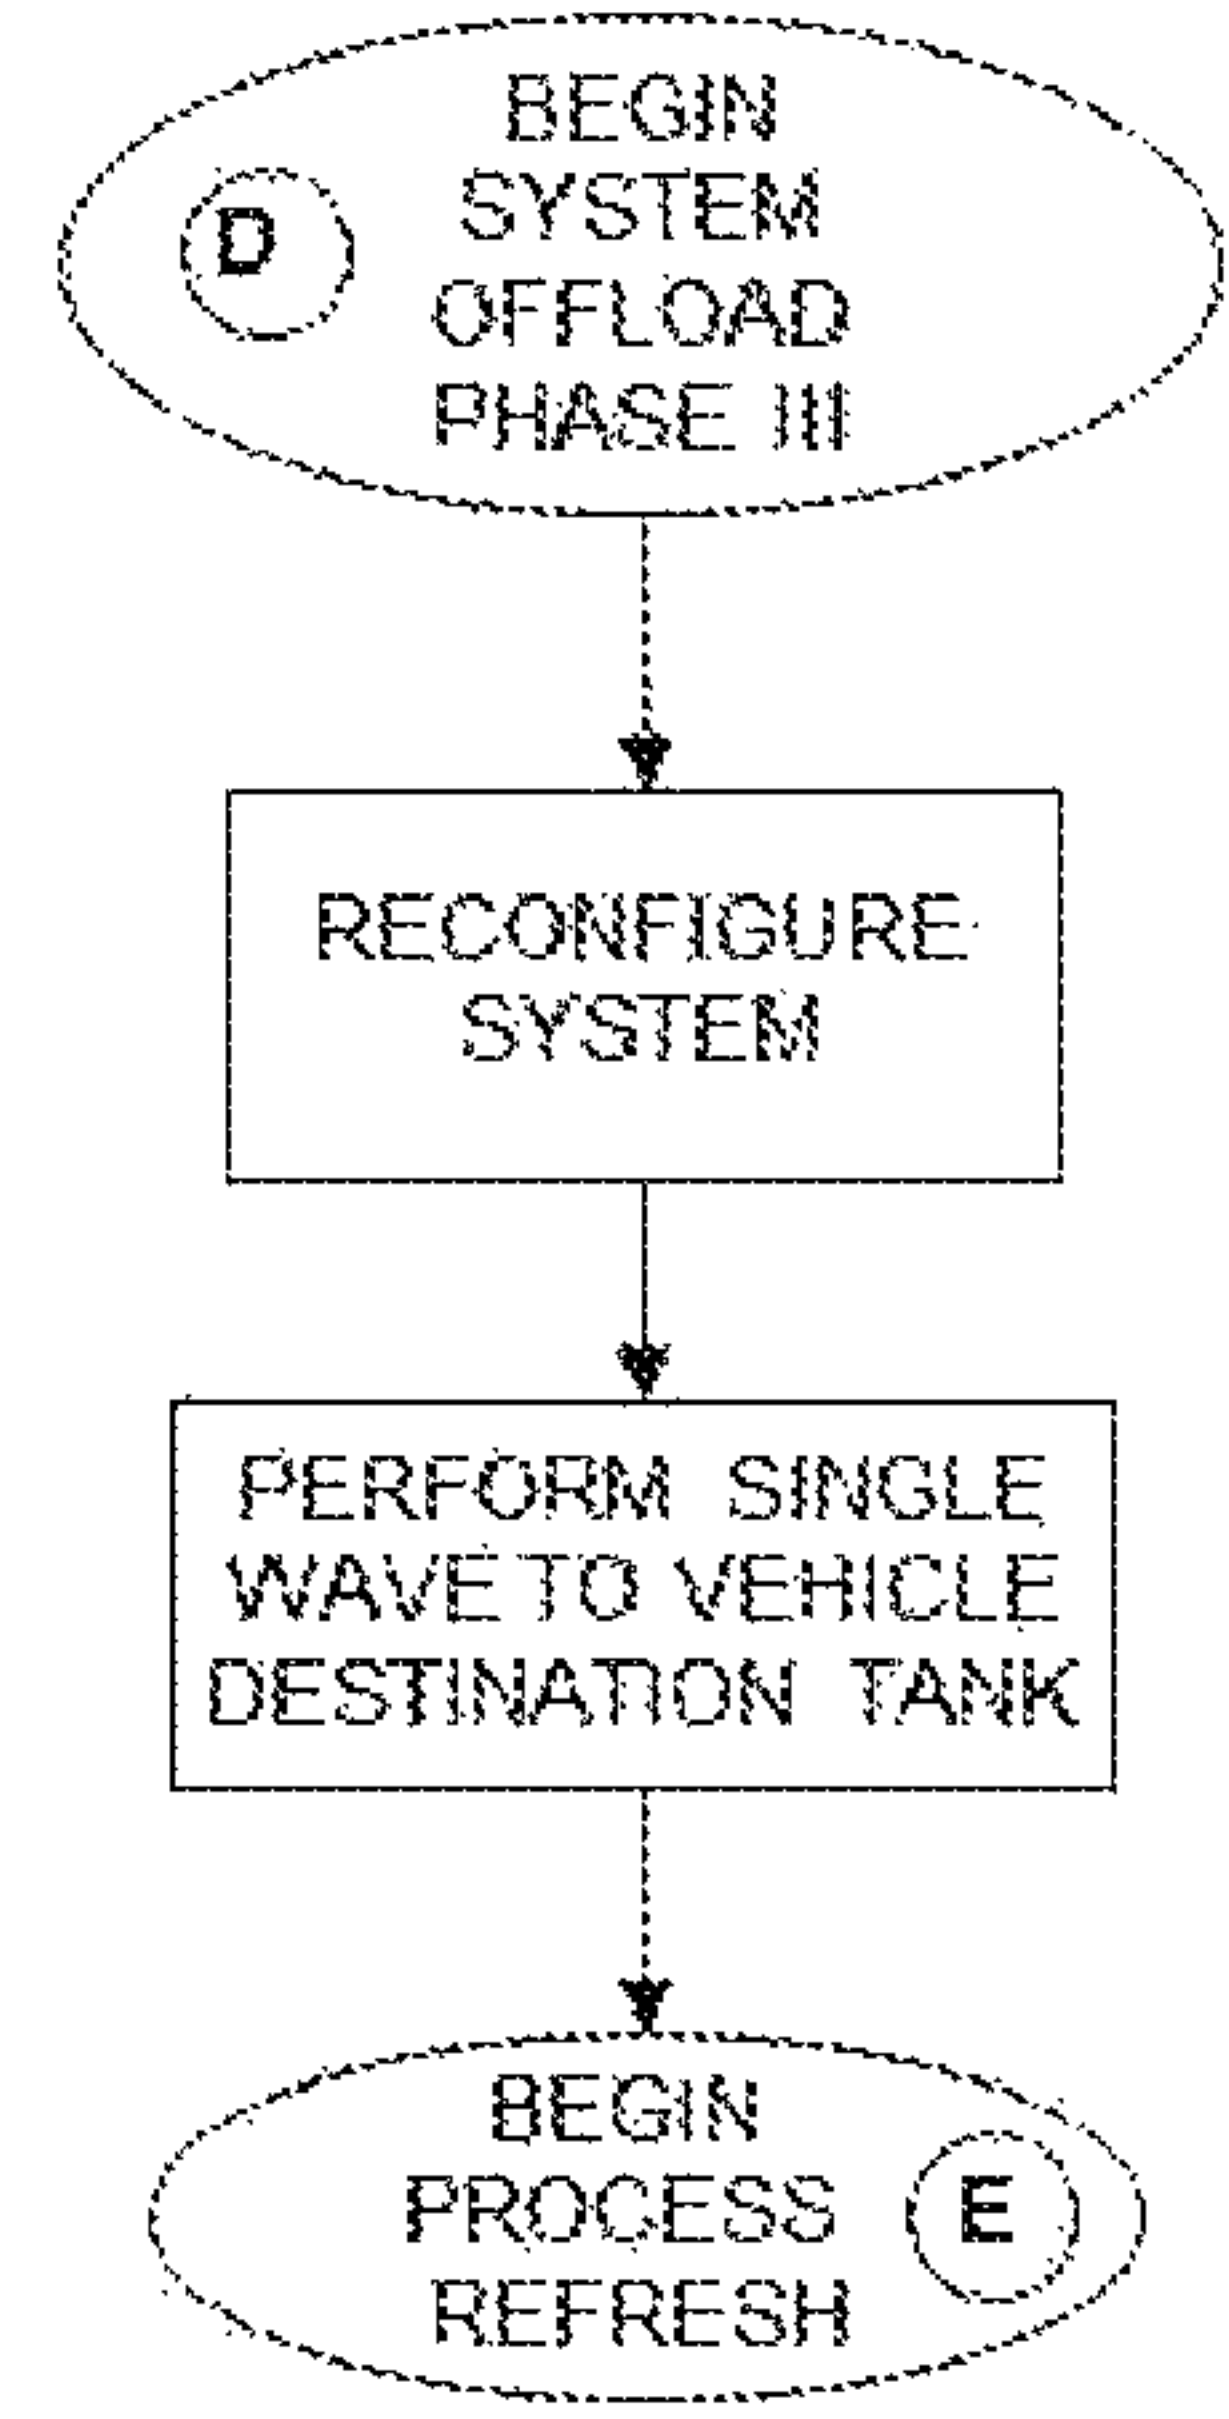 BEGIN
SYSTEM
D
OFFLOAD
PHASE III
RECONFIGURE
SYSTEM
PERFORM SINGLE
WAVE TO VEHICLE
DESTINATION TANK
BEGIN
PROCESS E
REFRESH